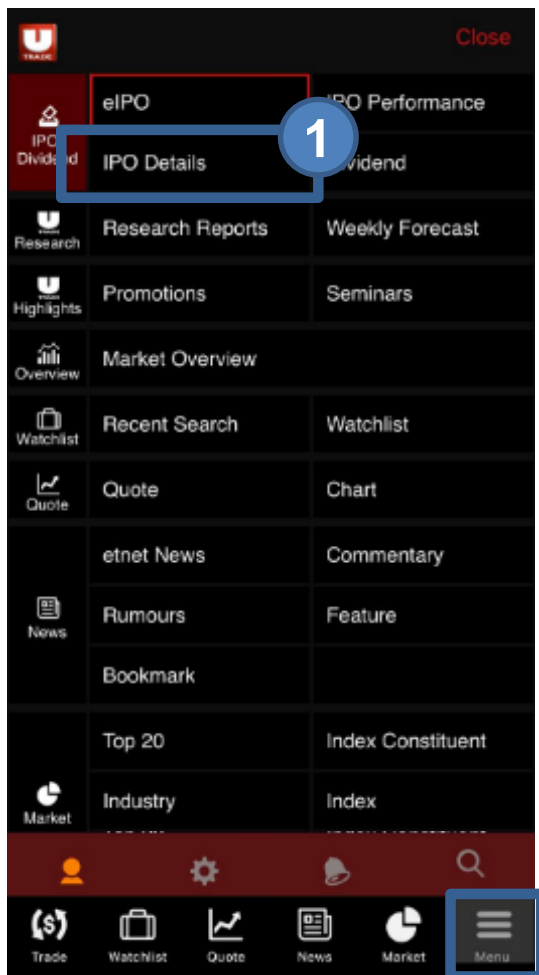 U
TRADE
Close
IPO
Dividend
eIPO
IPO Performance
1
IPO Details
Dividend
Research
Research Reports
Weekly Forecast
Highlights
Promotions
Seminars
Overview
Market Overview
Watchlist
Recent Search
Watchlist
Quote
Quote
Chart
News
etnet News
Commentary
Rumours
Feature
Bookmark
Market
Top 20
Index Constituent
Industry
Index
Trade
Watchlist
Quote
News
Market
Menu